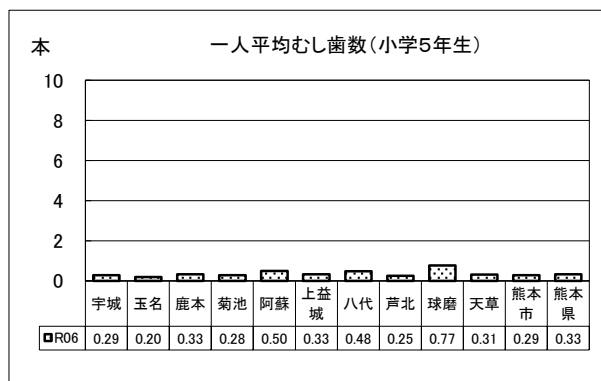 本
一人平均むし歯数（小学5年生）
10
8
6
4
2
0
宇城 玉名 鹿本 菊池 阿蘇 上益城 八代 芦北 球磨 天草 熊本市 熊本県
R06 0.29 0.20 0.33 0.28 0.50 0.33 0.48 0.25 0.77 0.31 0.29 0.33